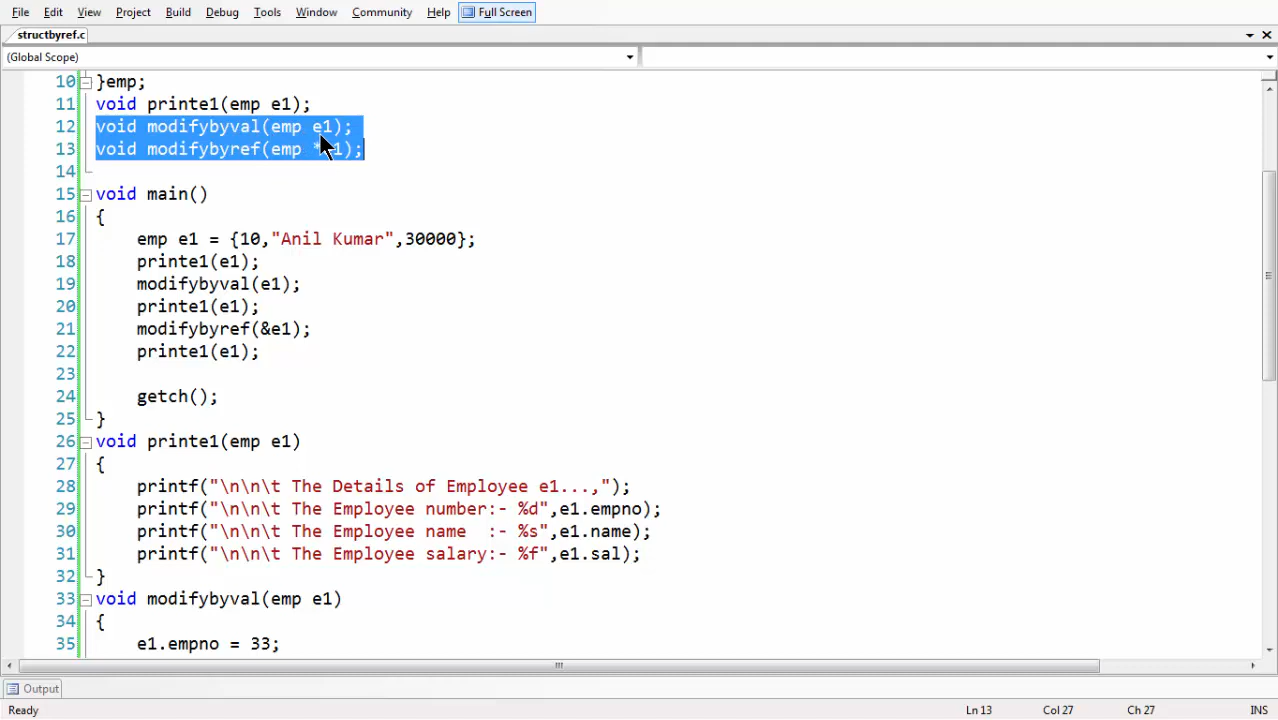 File Edit View Project Build Debug Tools Window Community Help Full Screen
structbyref.c
(Global Scope)
10 }emp;
11 void printe1(emp e1);
12 void modifybyval(emp e1);
13 void modifybyref(emp *e1);
14
15 void main()
16 {
17 emp e1 = {10,"Anil Kumar",30000};
18 printe1(e1);
19 modifybyval(e1);
20 printe1(e1);
21 modifybyref(&e1);
22 printe1(e1);
23
24 getch();
25 }
26 void printe1(emp e1)
27 {
28 printf("\n\n\t The Details of Employee e1...,");
29 printf("\n\n\t The Employee number:- %d",e1.empno);
30 printf("\n\n\t The Employee name  :- %s",e1.name);
31 printf("\n\n\t The Employee salary:- %f",e1.sal);
32 }
33 void modifybyval(emp e1)
34 {
35 e1.empno = 33;
Output
Ready Ln 13 Col 27 Ch 27 INS